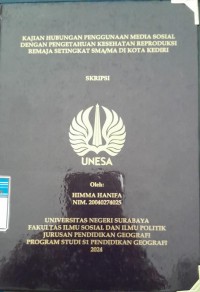 KAJIAN HUBUNGAN PENGGUNAAN MEDIA SOSIAL
DENGAN PENGETAHUAN KESEHATAN REPRODUKSI
REMAJA SETINGKAT SMA/MA DI KOTA KEDIRI
SKRIPSI
UNESA
Oleh:
HIMMA HANIFA
NIM. 20040274025
UNIVERSITAS NEGERI SURABAYA
FAKULTAS ILMU SOSIAL DAN ILMU POLITIK
JURUSAN PENDIDIKAN GEOGRAFI
PROGRAM STUDI S1 PENDIDIKAN GEOGRAFI
2024